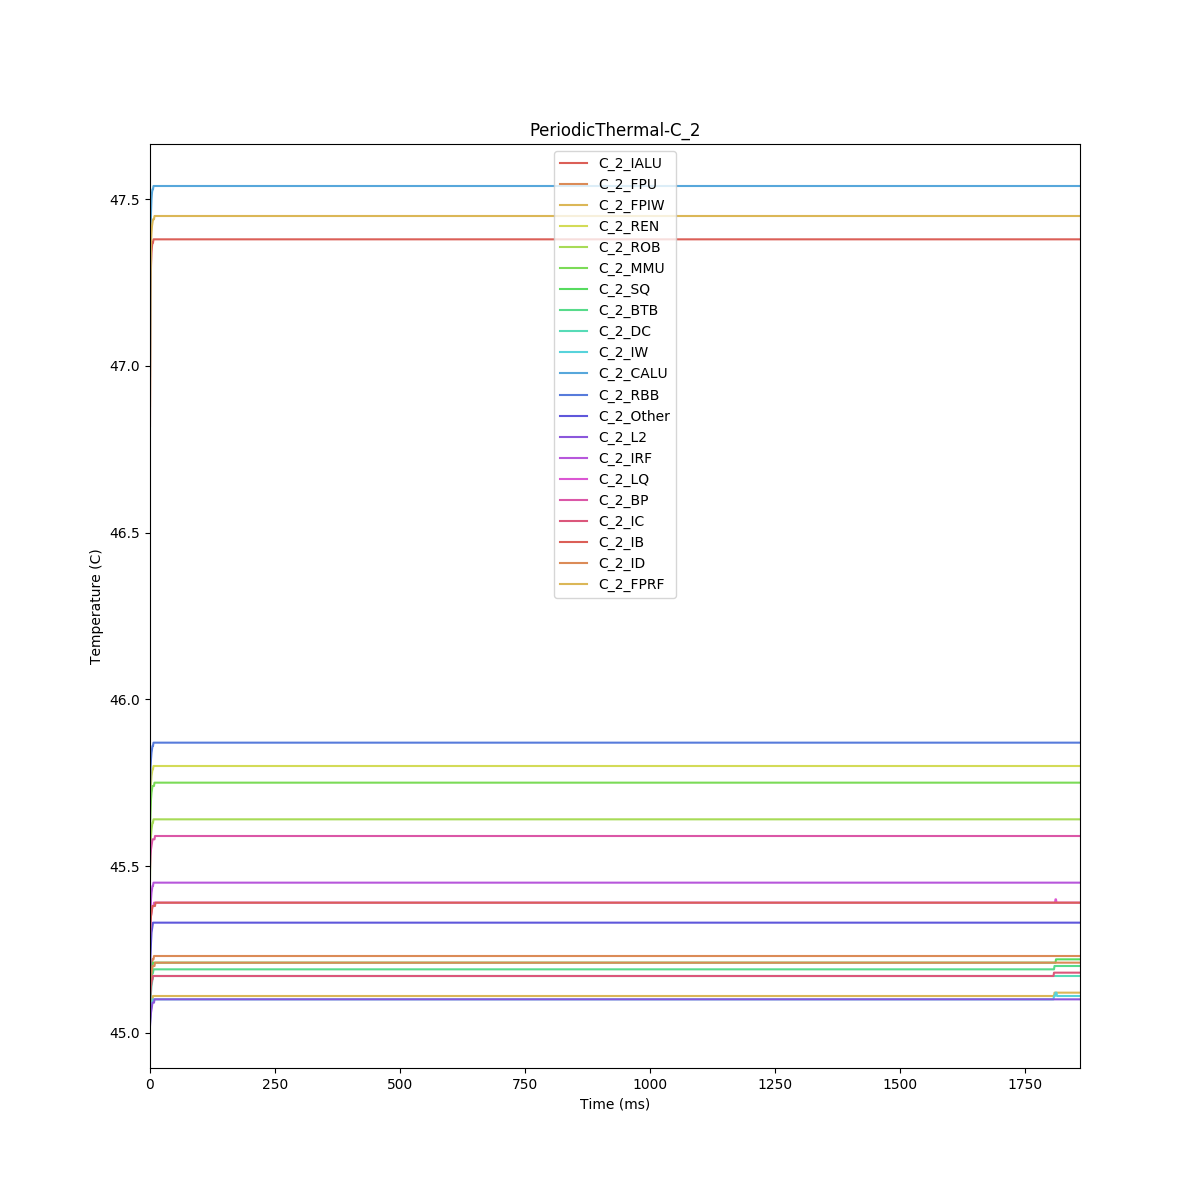 PeriodicThermal-C_2
C_2_IALU
C_2_FPU
C_2_FPIW
C_2_REN
C_2_ROB
C_2_MMU
C_2_SQ
C_2_BTB
C_2_DC
C_2_IW
C_2_CALU
C_2_RBB
C_2_Other
C_2_L2
C_2_IRF
C_2_LQ
C_2_BP
C_2_IC
C_2_IB
C_2_ID
C_2_FPRF
47.5
47.0
46.5
46.0
45.5
45.0
Temperature (C)
0 250 500 750 1000 1250 1500 1750
Time (ms)